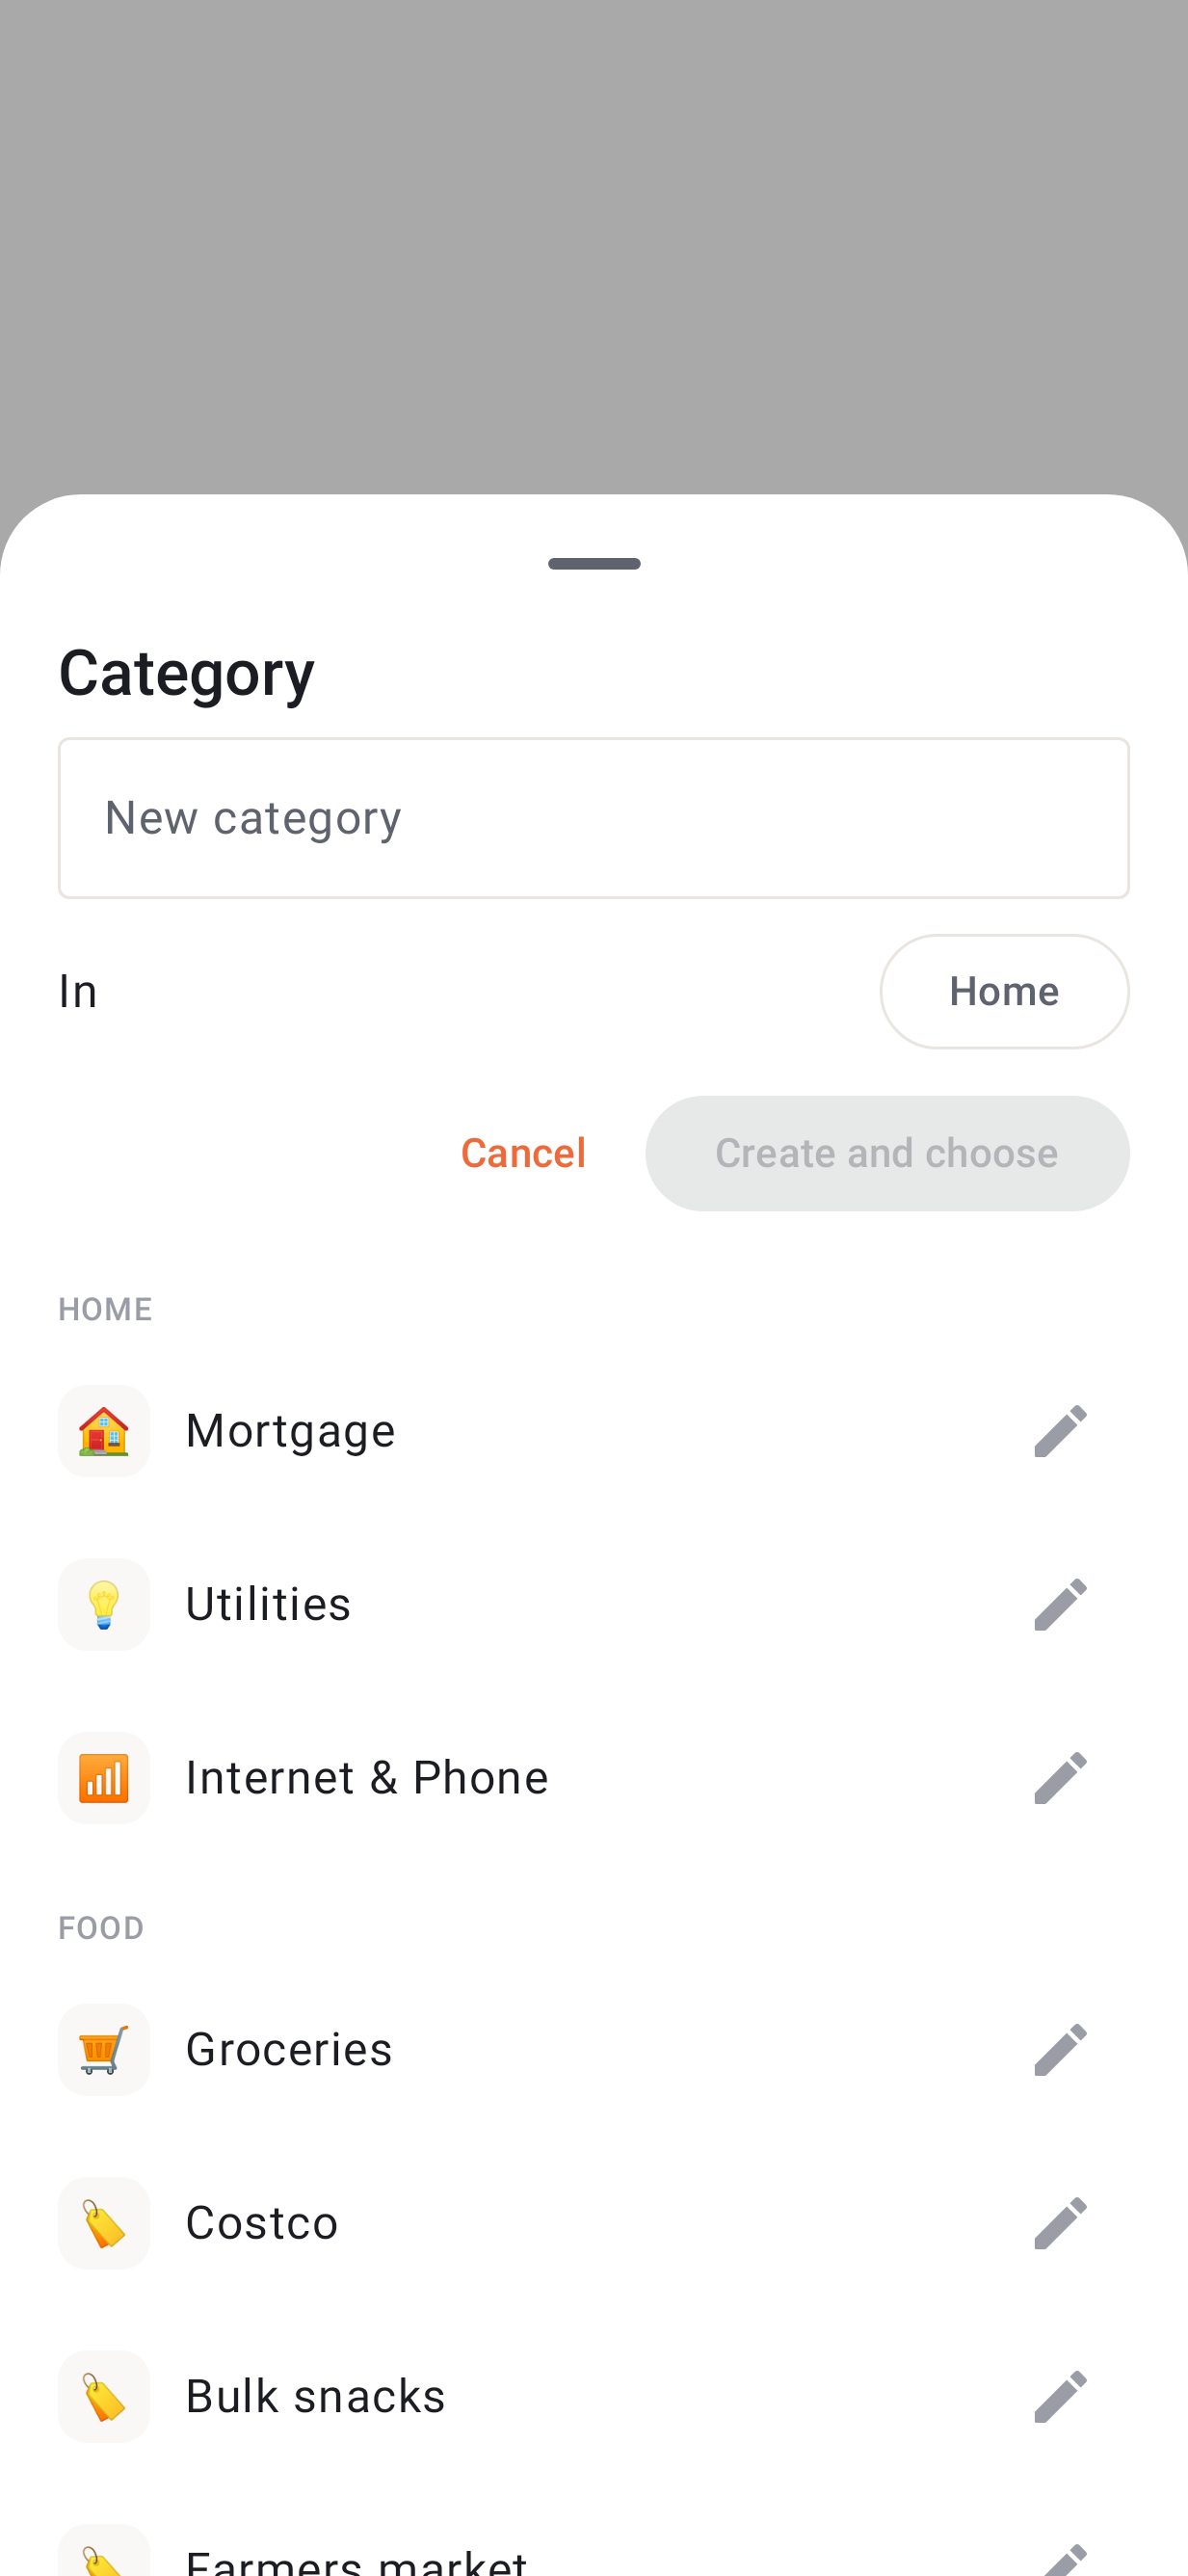 Category
New category
In
Home
Cancel
Create and choose
HOME
Mortgage
Utilities
Internet & Phone
FOOD
Groceries
Costco
Bulk snacks
Farmers market